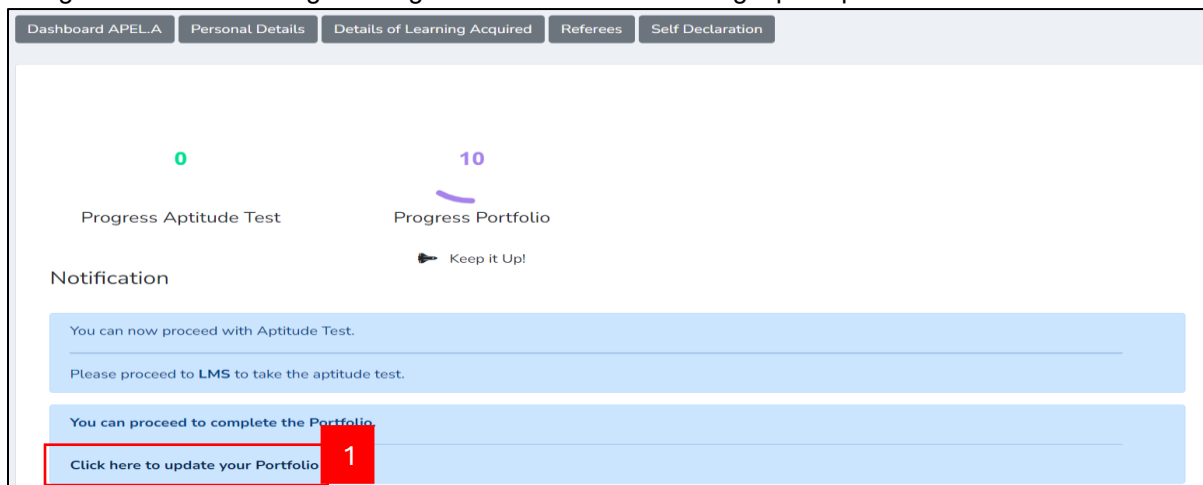 Dashboard APEL.A Personal Details Details of Learning Acquired Referees Self Declaration
0 10
Progress Aptitude Test Progress Portfolio
Keep it Up!
Notification
You can now proceed with Aptitude Test.
Please proceed to LMS to take the aptitude test.
You can proceed to complete the Portfolio.
Click here to update your Portfolio 1